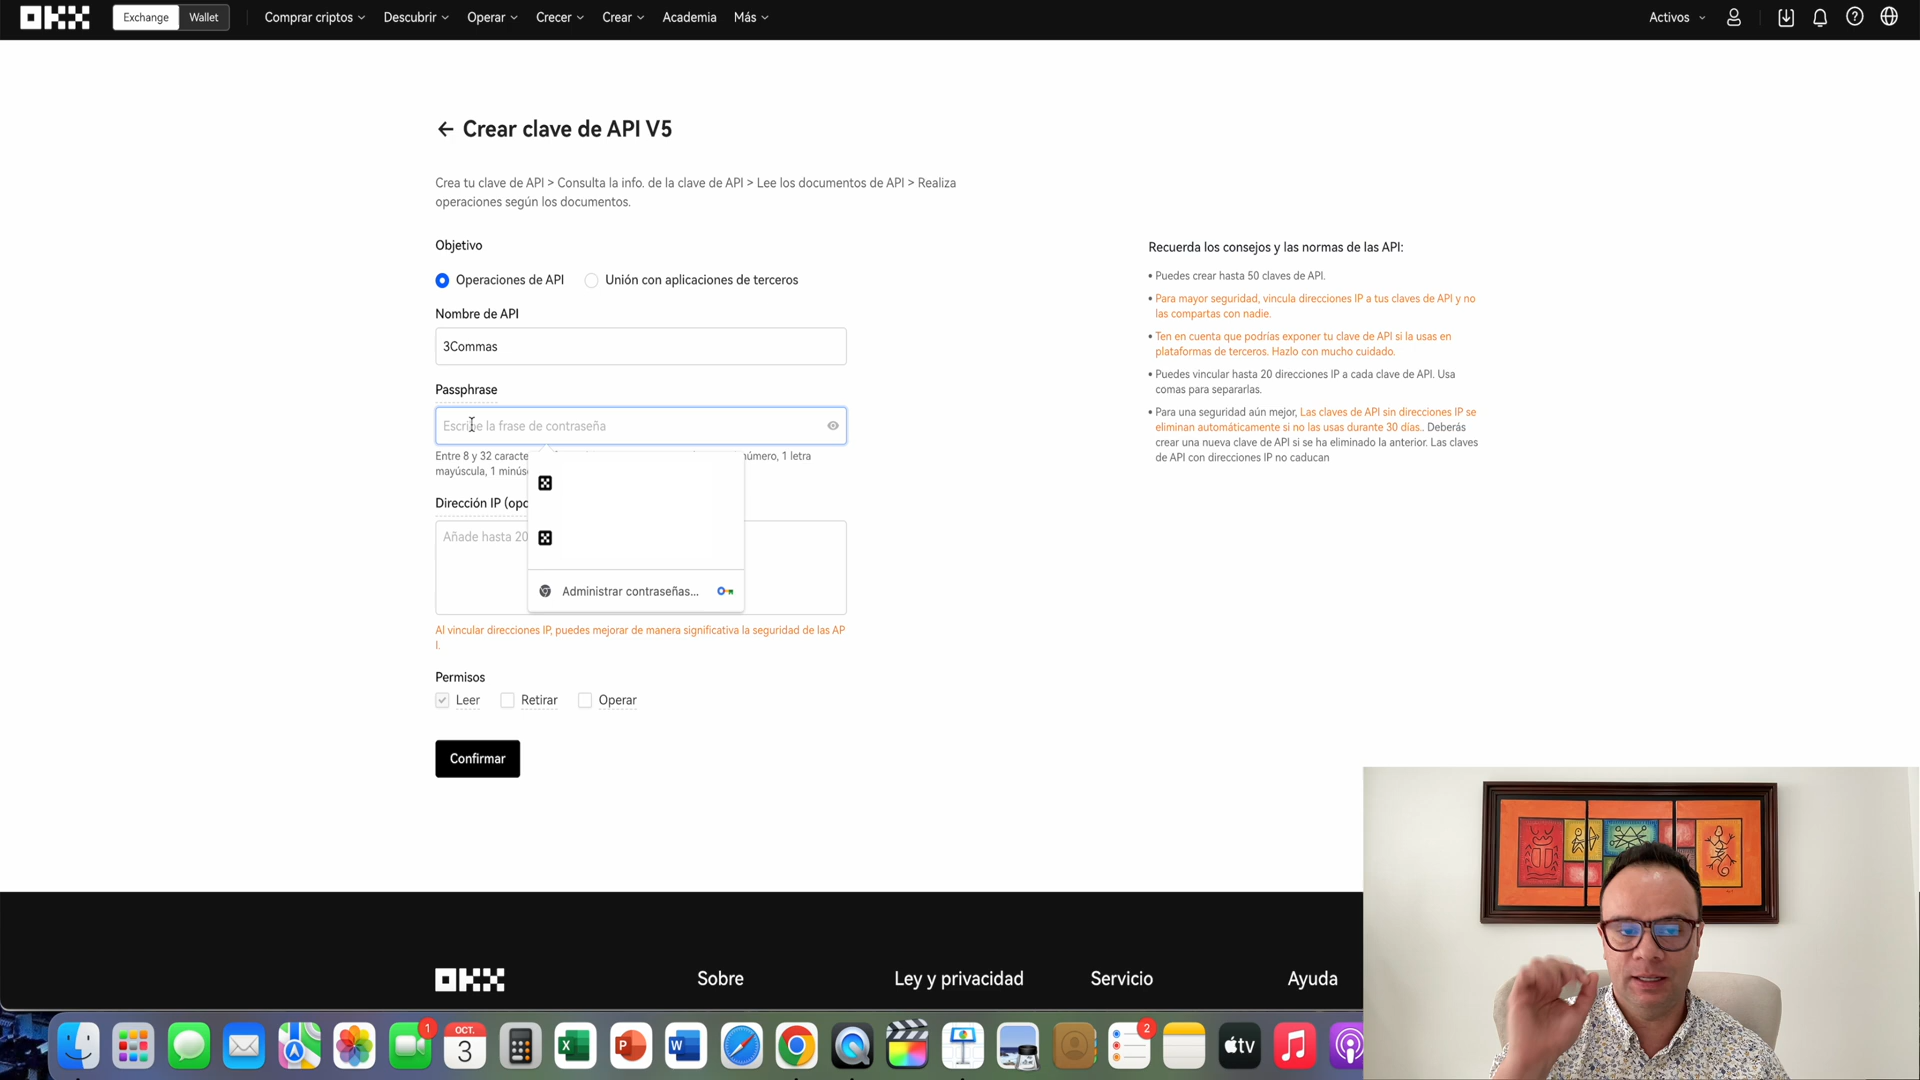 OKX
Exchange
Wallet
Comprar criptos
Descubrir
Operar
Crecer
Crear
Academia
Más
Activos
Crear clave de API V5
Crea tu clave de API > Consulta la info. de la clave de API > Lee los documentos de API > Realiza
operaciones según los documentos.
Objetivo
Operaciones de API
Unión con aplicaciones de terceros
Nombre de API
3Commas
Passphrase
Escribe la frase de contraseña
Entre 8 y 32 caracte
número, 1 letra
mayúscula, 1 minús
Dirección IP (opc
Añade hasta 20
Administrar contraseñas...
Al vincular direcciones IP, puedes mejorar de manera significativa la seguridad de las AP
I.
Permisos
Leer
Retirar
Operar
Confirmar
Recuerda los consejos y las normas de las API:
• Puedes crear hasta 50 claves de API.
• Para mayor seguridad, vincula direcciones IP a tus claves de API y no
las compartas con nadie.
• Ten en cuenta que podrías exponer tu clave de API si la usas en
plataformas de terceros. Hazlo con mucho cuidado.
• Puedes vincular hasta 20 direcciones IP a cada clave de API. Usa
comas para separarlas.
• Para una seguridad aún mejor, Las claves de API sin direcciones IP se
eliminan automáticamente si no las usas durante 30 días.. Deberás
crear una nueva clave de API si se ha eliminado la anterior. Las claves
de API con direcciones IP no caducan
OKX
Sobre
Ley y privacidad
Servicio
Ayuda
1
OCT.
3
X
P
W
2
tv